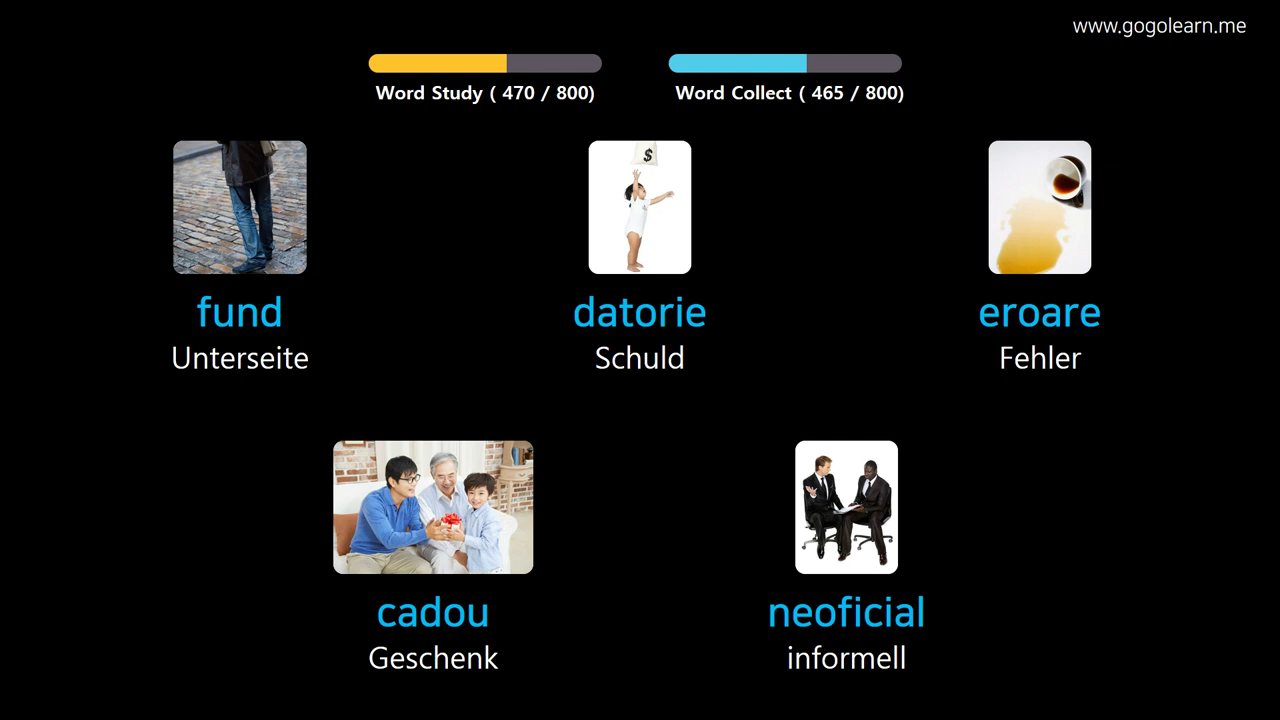 www.gogolearn.me
Word Study ( 470 / 800)
Word Collect ( 465 / 800)
$
fund
Unterseite
datorie
Schuld
eroare
Fehler
cadou
Geschenk
neoficial
informell